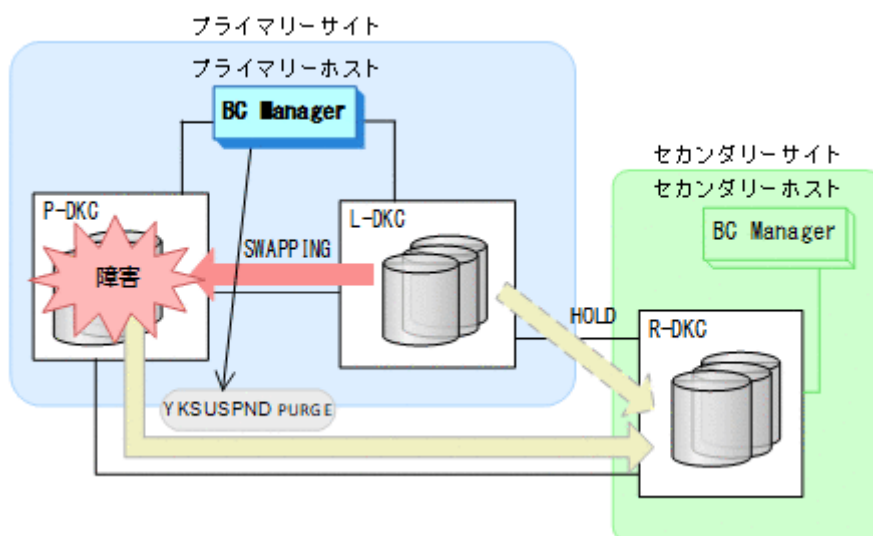 プライマリーサイト
プライマリーホスト
BC Manager
セカンダリーサイト
セカンダリーホスト
BC Manager
P-DKC
L-DKC
障害
SWAPPING
HOLD
R-DKC
YKSUSPND PURGE